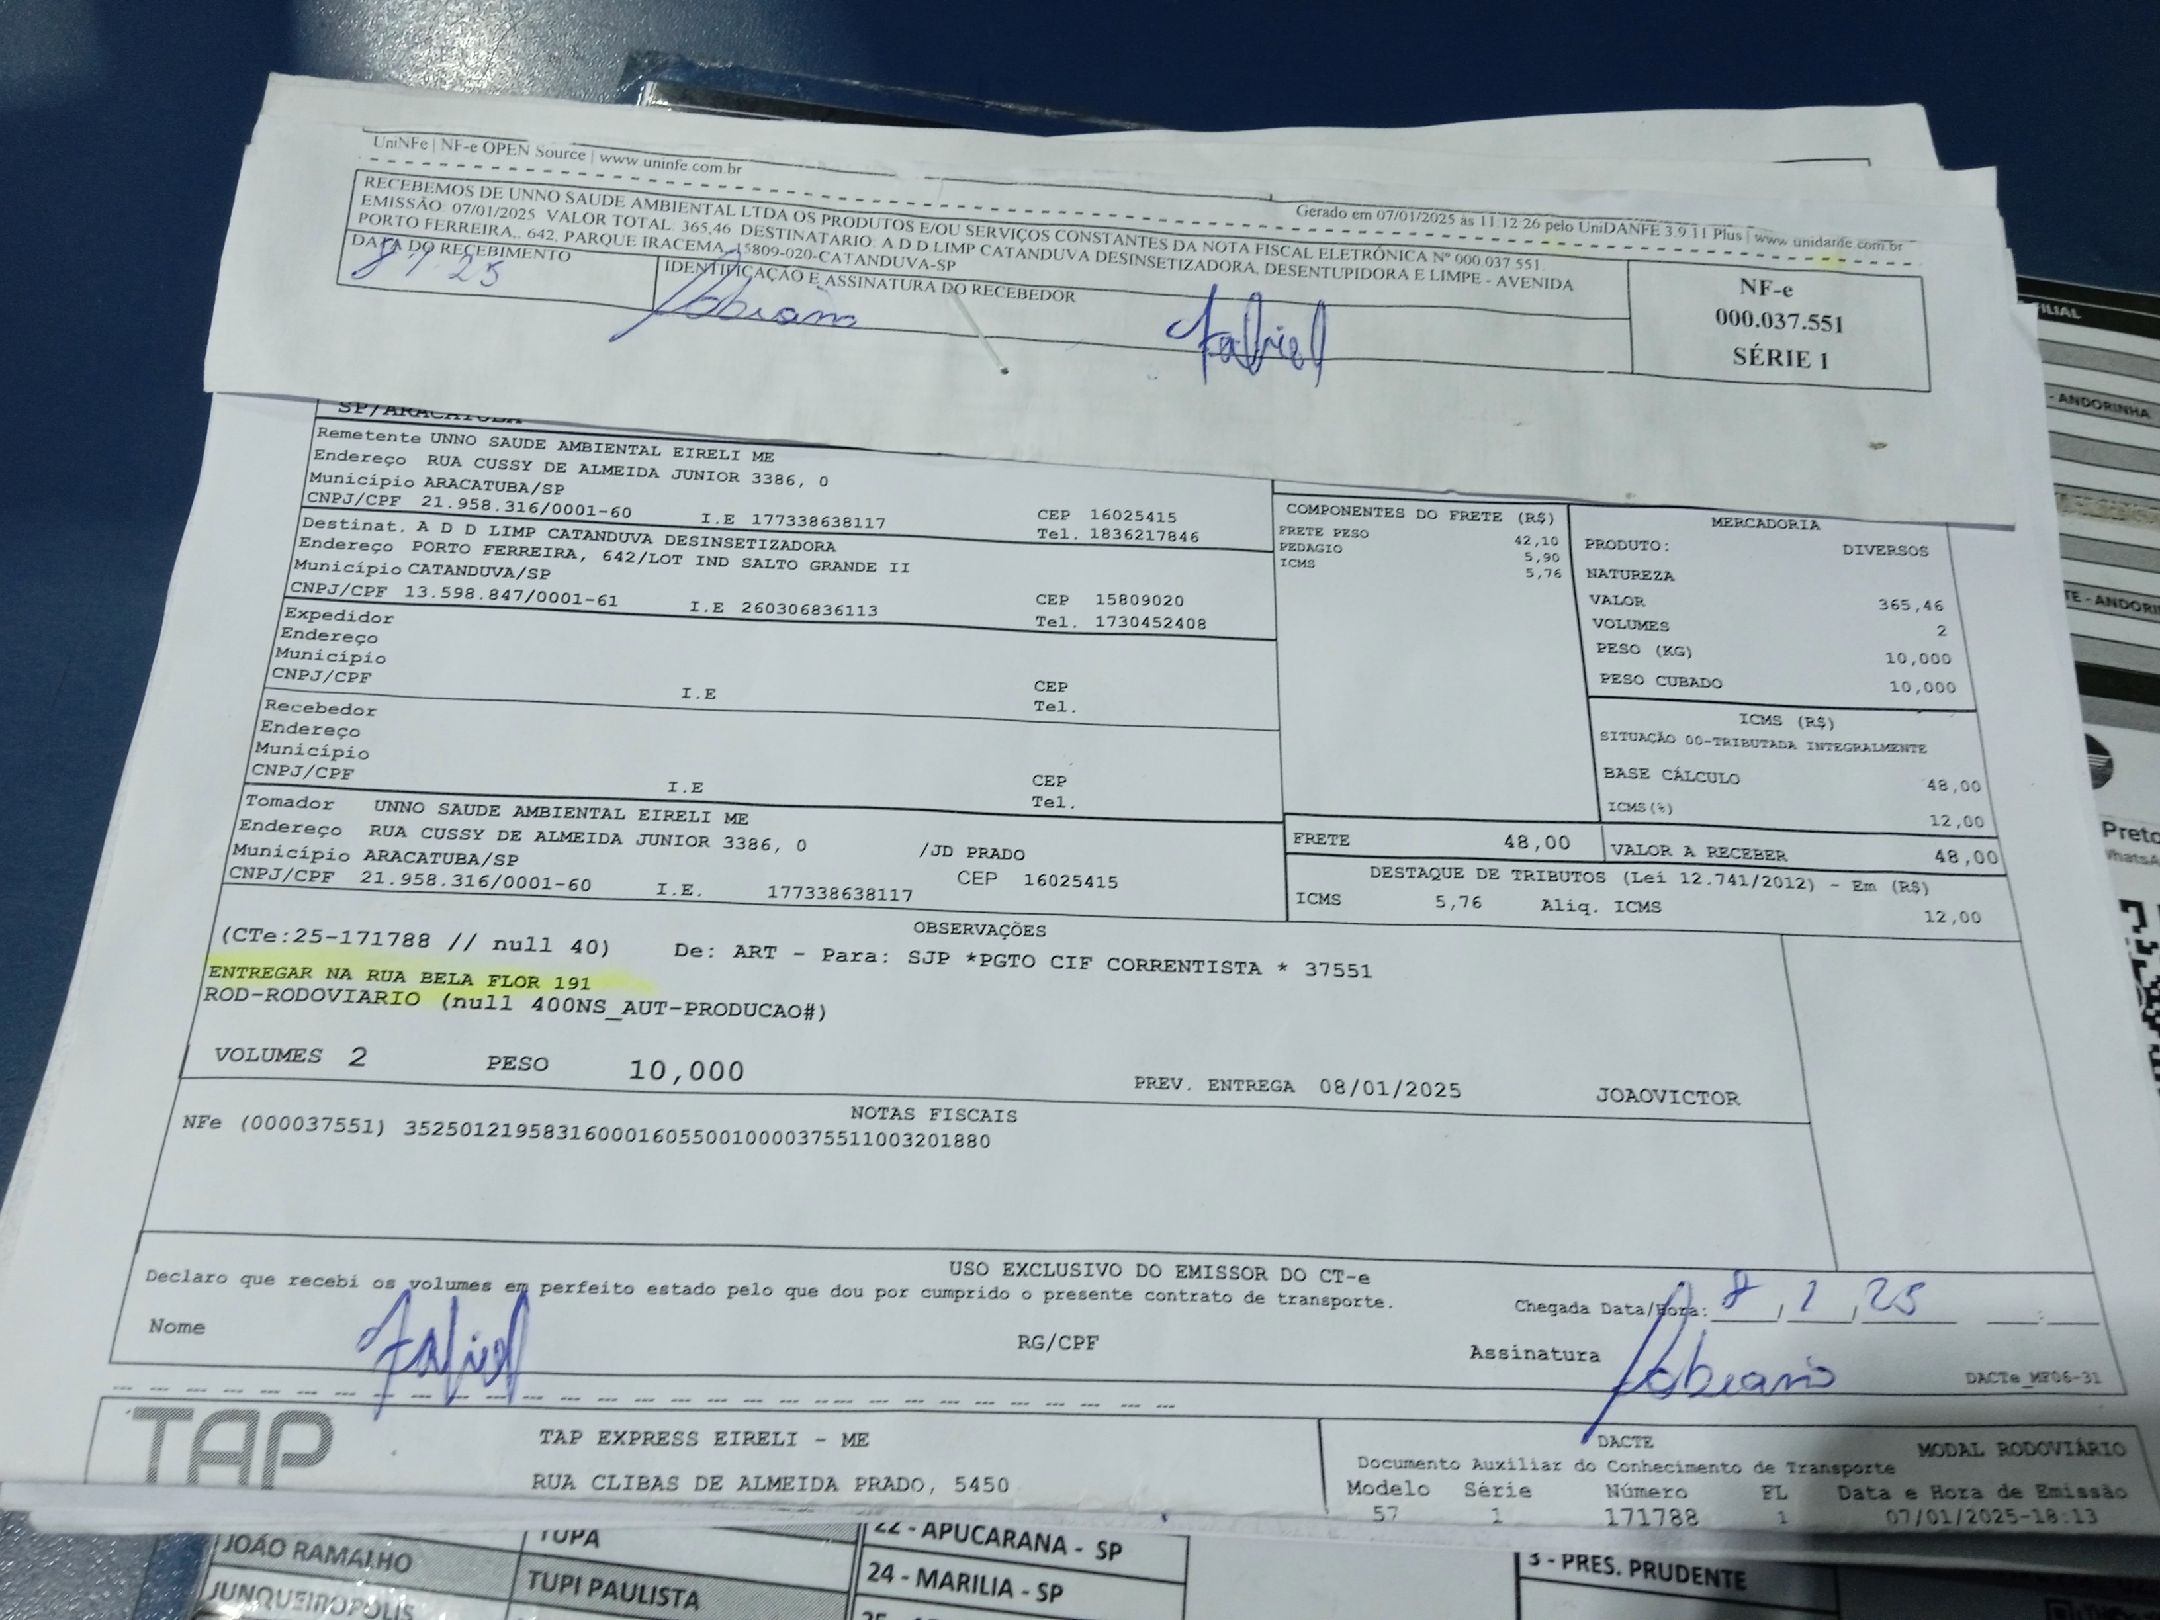 UniNFe | NF-e OPEN Source | www.uninfe.com.br
Gerado em 07/01/2025 às 11:12:26 pelo UniDANFE 3.9.11 Plus | www.unidanfe.com.br
RECEBEMOS DE UNNO SAUDE AMBIENTAL LTDA OS PRODUTOS E/OU SERVIÇOS CONSTANTES DA NOTA FISCAL ELETRÔNICA Nº 000.037.551.
EMISSÃO: 07/01/2025 VALOR TOTAL: 365,46 DESTINATARIO: A D D LIMP CATANDUVA DESINSETIZADORA, DESENTUPIDORA E LIMPE - AVENIDA
PORTO FERREIRA,, 642, PARQUE IRACEMA, 15809-020-CATANDUVA-SP
DATA DO RECEBIMENTO
8 1 25
IDENTIFICAÇÃO E ASSINATURA DO RECEBEDOR
Fabiano
NF-e
000.037.551
SÉRIE 1
SP/ARACATUBA
Remetente UNNO SAUDE AMBIENTAL EIRELI ME
Endereço RUA CUSSY DE ALMEIDA JUNIOR 3386, 0
Município ARACATUBA/SP
CEP 16025415
CNPJ/CPF 21.958.316/0001-60 I.E 177338638117 Tel. 1836217846
Destinat. A D D LIMP CATANDUVA DESINSETIZADORA
Endereço PORTO FERREIRA, 642/LOT IND SALTO GRANDE II
Município CATANDUVA/SP CEP 15809020
CNPJ/CPF 13.598.847/0001-61 I.E 260306836113 Tel. 1730452408
Expedidor
Endereço
Município CEP
CNPJ/CPF I.E Tel.
Recebedor
Endereço
Município CEP
CNPJ/CPF I.E Tel.
Tomador UNNO SAUDE AMBIENTAL EIRELI ME
Endereço RUA CUSSY DE ALMEIDA JUNIOR 3386, 0 /JD PRADO
Município ARACATUBA/SP CEP 16025415
CNPJ/CPF 21.958.316/0001-60 I.E. 177338638117
COMPONENTES DO FRETE (R$)
FRETE PESO 42,10
PEDAGIO 5,90
ICMS 5,76
MERCADORIA
PRODUTO: DIVERSOS
NATUREZA
VALOR 365,46
VOLUMES 2
PESO (KG) 10,000
PESO CUBADO 10,000
ICMS (R$)
SITUAÇÃO 00-TRIBUTADA INTEGRALMENTE
BASE CÁLCULO 48,00
ICMS(%) 12,00
FRETE 48,00 VALOR A RECEBER 48,00
DESTAQUE DE TRIBUTOS (Lei 12.741/2012) - Em (R$)
ICMS 5,76 Aliq. ICMS 12,00
OBSERVAÇÕES
(CTe:25-171788 // null 40) De: ART - Para: SJP *PGTO CIF CORRENTISTA * 37551
ENTREGAR NA RUA BELA FLOR 191
ROD-RODOVIARIO (null 400NS_AUT-PRODUCAO#)
VOLUMES 2 PESO 10,000 PREV. ENTREGA 08/01/2025 JOAOVICTOR
NOTAS FISCAIS
NFe (000037551) 35250121958316000160550010000375511003201880
USO EXCLUSIVO DO EMISSOR DO CT-e
Declaro que recebi os volumes em perfeito estado pelo que dou por cumprido o presente contrato de transporte.
Chegada Data/Hora: 8 1 25
Nome RG/CPF Assinatura Fabiano
DACTe_MF06-31
TAP
TAP EXPRESS EIRELI - ME
RUA CLIBAS DE ALMEIDA PRADO, 5450
DACTE MODAL RODOVIÁRIO
Documento Auxiliar do Conhecimento de Transporte
Modelo Série Número FL Data e Hora de Emissão
57 1 171788 1 07/01/2025-18:13
JOÃO RAMALHO
TUPA
22 - APUCARANA - SP
JUNQUEIROPOLIS
TUPI PAULISTA
24 - MARILIA - SP
3 - PRES. PRUDENTE
FILIAL
- ANDORINHA
Preto